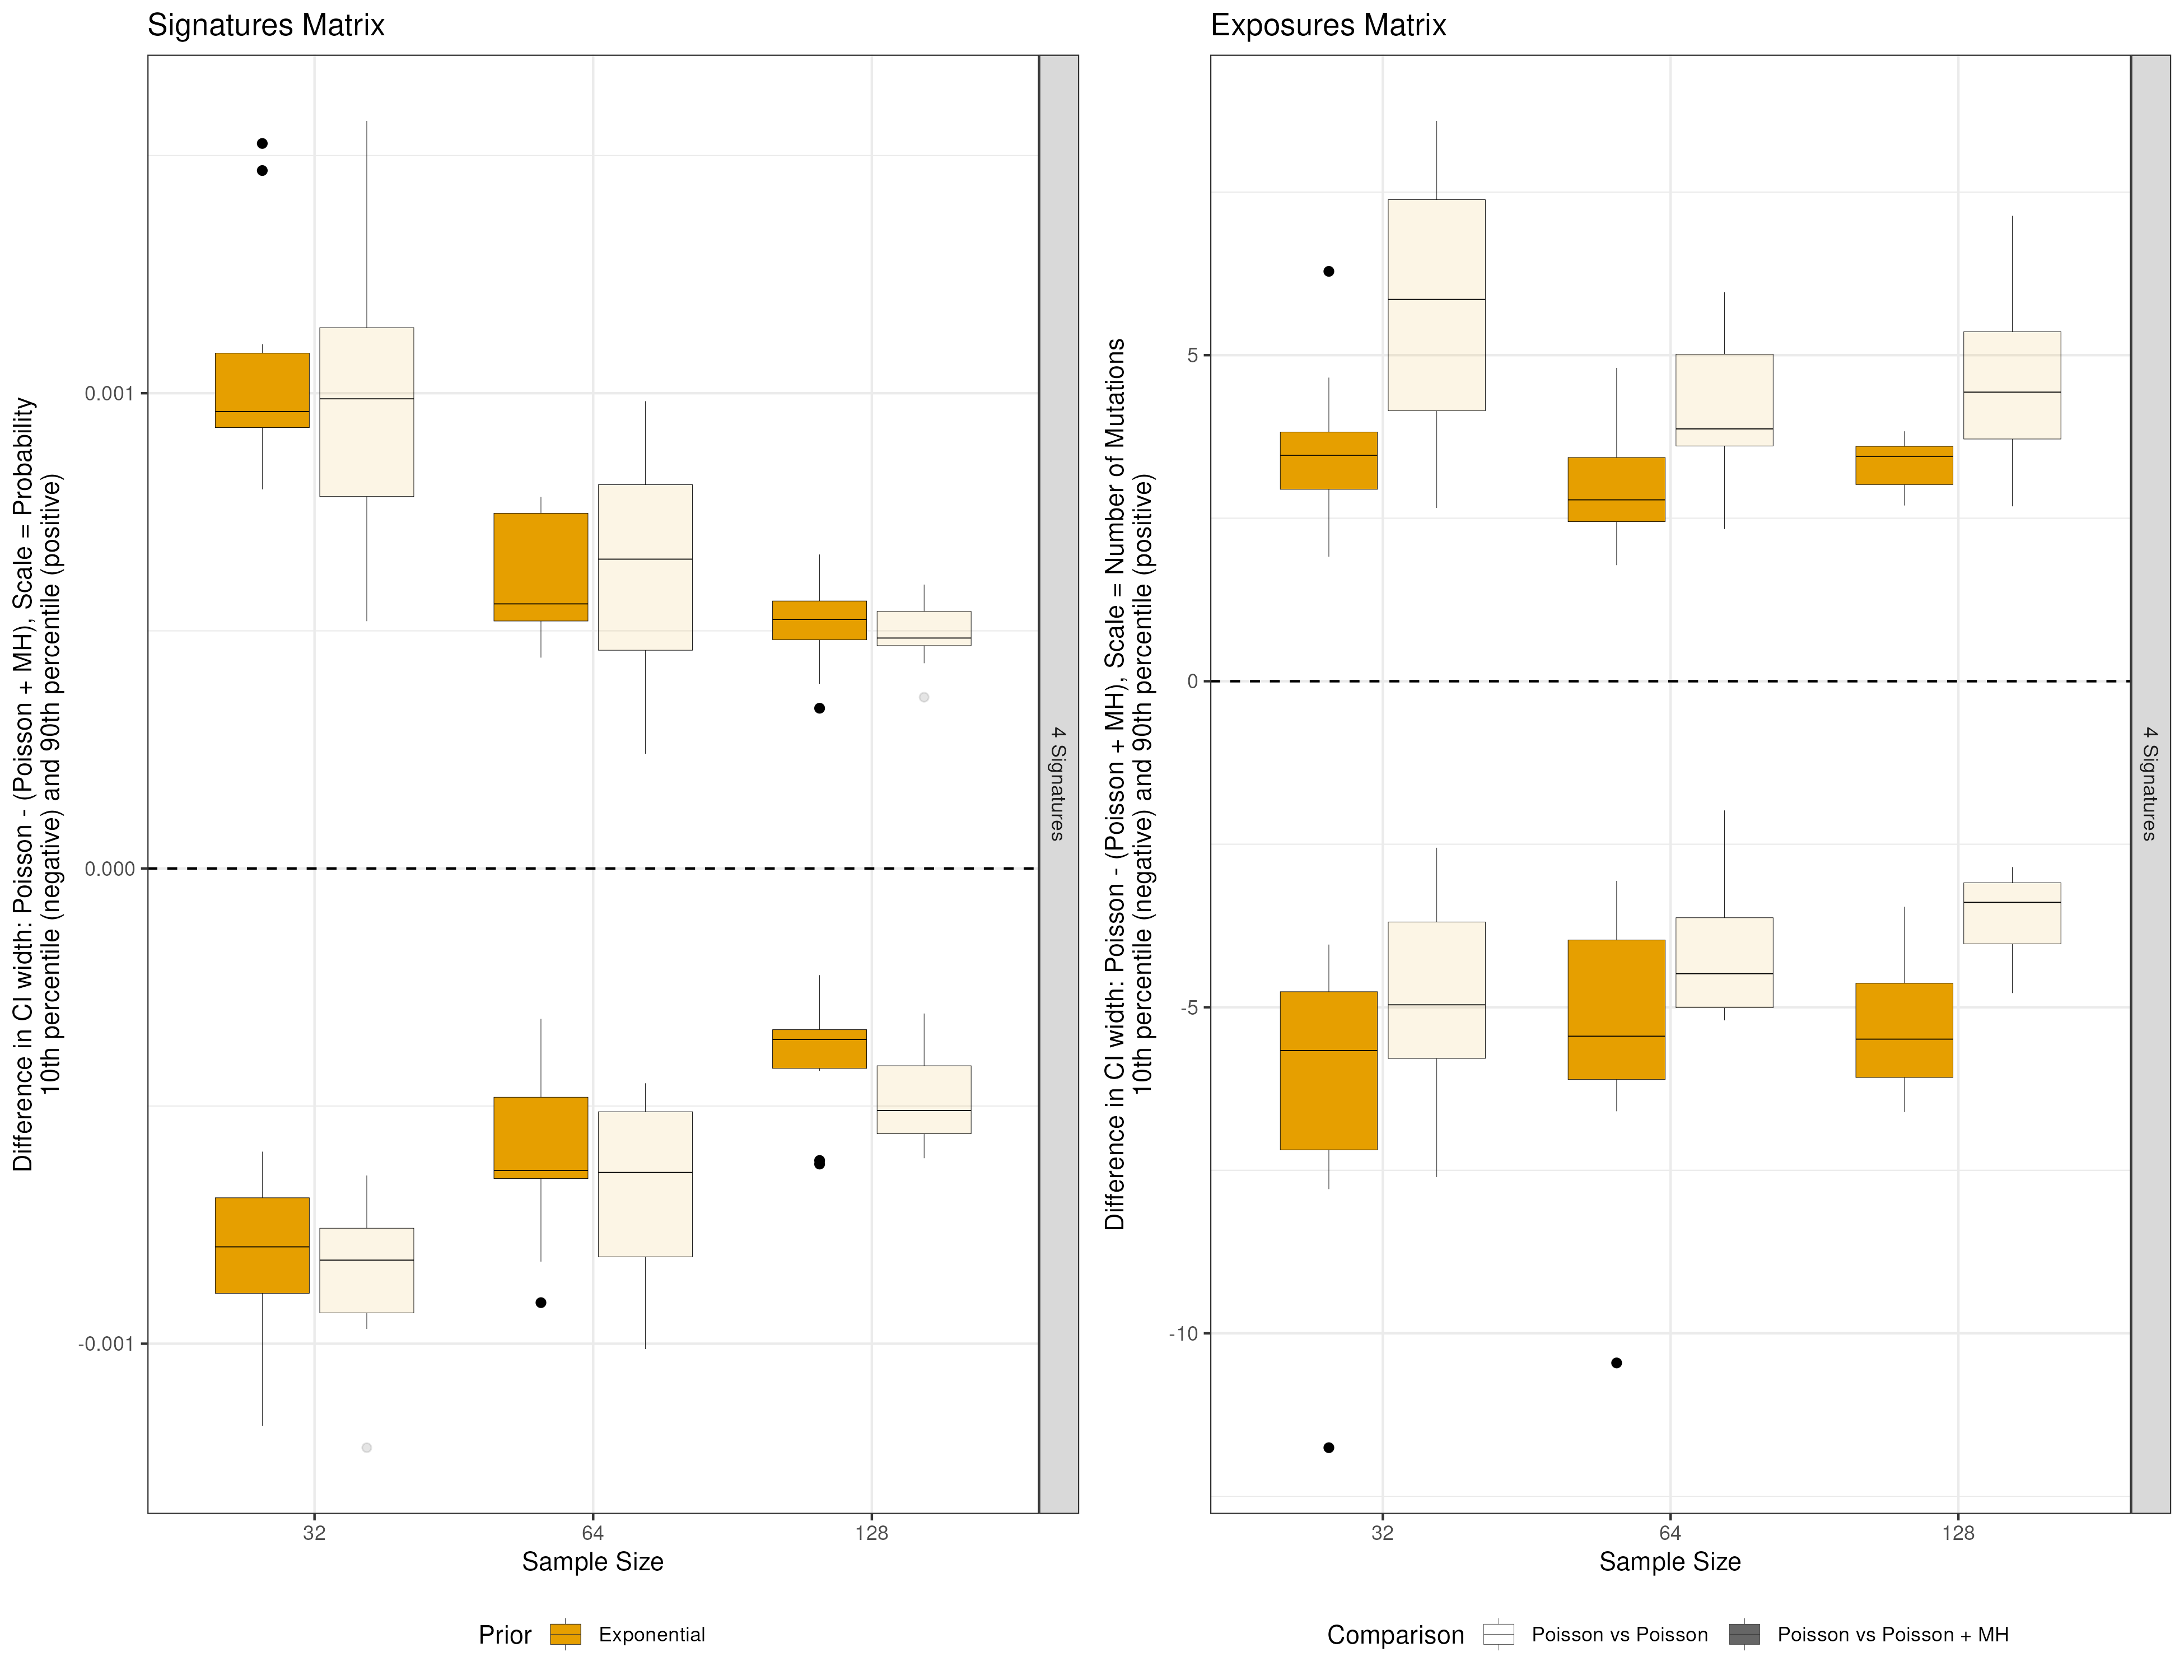 Signatures Matrix
Difference in CI width: Poisson - (Poisson + MH), Scale = Probability
10th percentile (negative) and 90th percentile (positive)
0.001
0.000
-0.001
4 Signatures
32
64
128
Sample Size
Exposures Matrix
Difference in CI width: Poisson - (Poisson + MH), Scale = Number of Mutations
10th percentile (negative) and 90th percentile (positive)
5
0
-5
-10
4 Signatures
32
64
128
Sample Size
Prior
Exponential
Comparison
Poisson vs Poisson
Poisson vs Poisson + MH